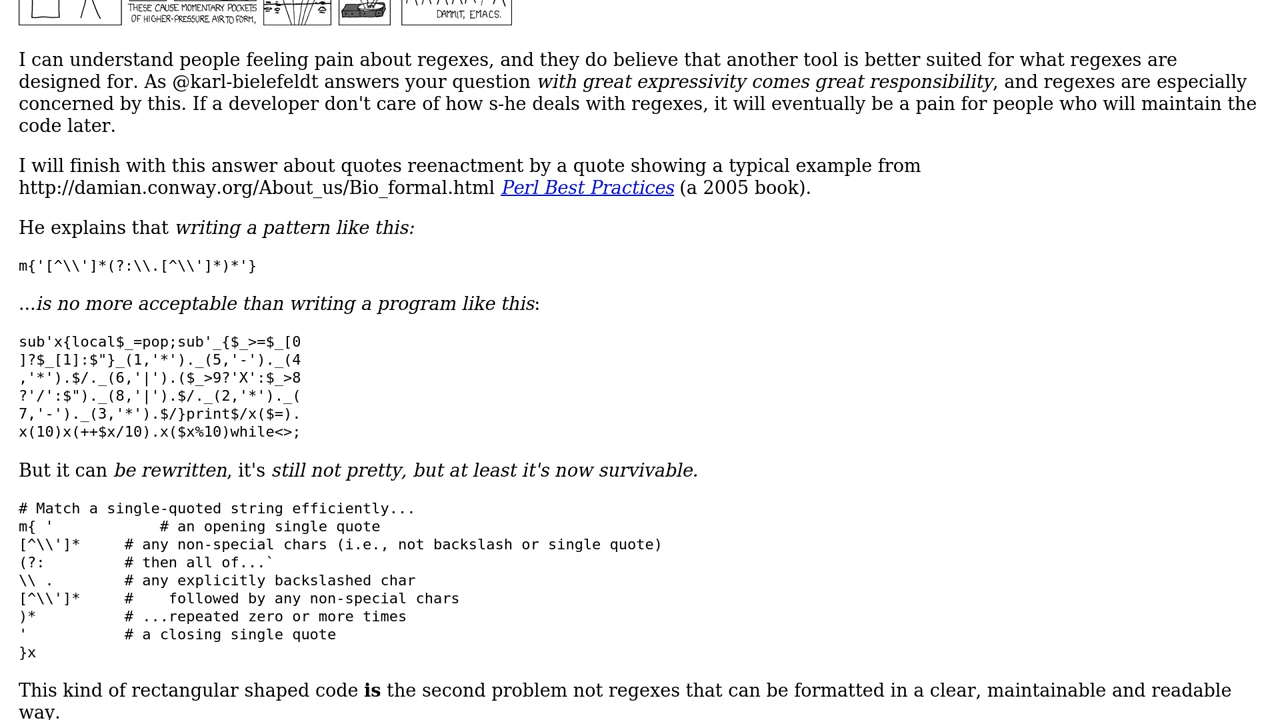 THESE CAUSE MOMENTARY POCKETS
OF HIGHER-PRESSURE AIR TO FORM,
DAMMIT, EMACS.
I can understand people feeling pain about regexes, and they do believe that another tool is better suited for what regexes are
designed for. As @karl-bielefeldt answers your question with great expressivity comes great responsibility, and regexes are especially
concerned by this. If a developer don't care of how s-he deals with regexes, it will eventually be a pain for people who will maintain the
code later.
I will finish with this answer about quotes reenactment by a quote showing a typical example from
http://damian.conway.org/About_us/Bio_formal.html Perl Best Practices (a 2005 book).
He explains that writing a pattern like this:
m{'[^\\']*(?:\\.[^\\']*)*'}
...is no more acceptable than writing a program like this:
sub'x{local$_=pop;sub'_{$_>=$_[0
]?$_[1]:$"}_(1,'*')._(5,'-')._(4
,'*').$/._(6,'|').($_>9?'X':$_>8
?'/':$")._(8,'|').$/._(2,'*')._(
7,'-')._(3,'*').$/}print$/x($=).
x(10)x(++$x/10).x($x%10)while<>;
But it can be rewritten, it's still not pretty, but at least it's now survivable.
# Match a single-quoted string efficiently...
m{ '            # an opening single quote
[^\\']*     # any non-special chars (i.e., not backslash or single quote)
(?:         # then all of...`
\\ .        # any explicitly backslashed char
[^\\']*     #    followed by any non-special chars
)*          # ...repeated zero or more times
'           # a closing single quote
}x
This kind of rectangular shaped code is the second problem not regexes that can be formatted in a clear, maintainable and readable
way.